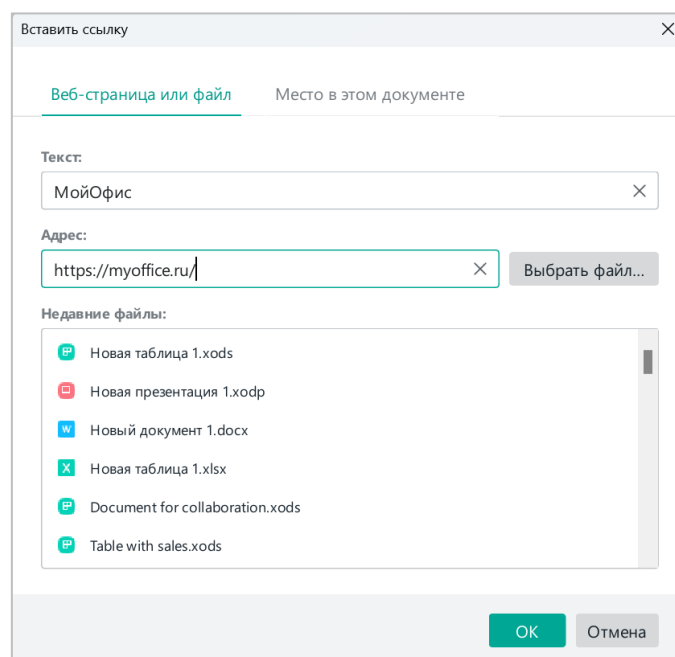 Вставить ссылку
Веб-страница или файл Место в этом документе
Текст:
МойОфис
Адрес:
https://myoffice.ru/ Выбрать файл...
Недавние файлы:
Новая таблица 1.xods
Новая презентация 1.xodp
Новый документ 1.docx
Новая таблица 1.xlsx
Document for collaboration.xods
Table with sales.xods
ОК Отмена